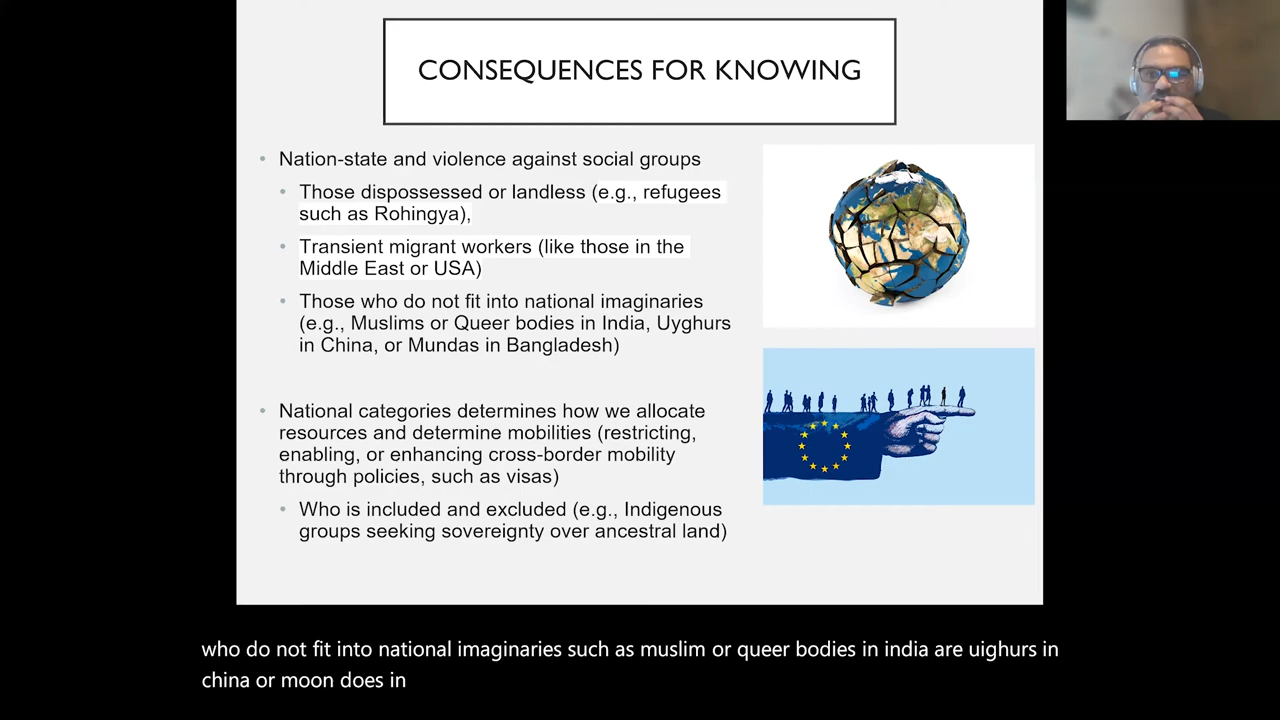 CONSEQUENCES FOR KNOWING
• Nation-state and violence against social groups
• Those dispossessed or landless (e.g., refugees
such as Rohingya),
• Transient migrant workers (like those in the
Middle East or USA)
• Those who do not fit into national imaginaries
(e.g., Muslims or Queer bodies in India, Uyghurs
in China, or Mundas in Bangladesh)
• National categories determines how we allocate
resources and determine mobilities (restricting,
enabling, or enhancing cross-border mobility
through policies, such as visas)
• Who is included and excluded (e.g., Indigenous
groups seeking sovereignty over ancestral land)
who do not fit into national imaginaries such as muslim or queer bodies in india are uighurs in
china or moon does in